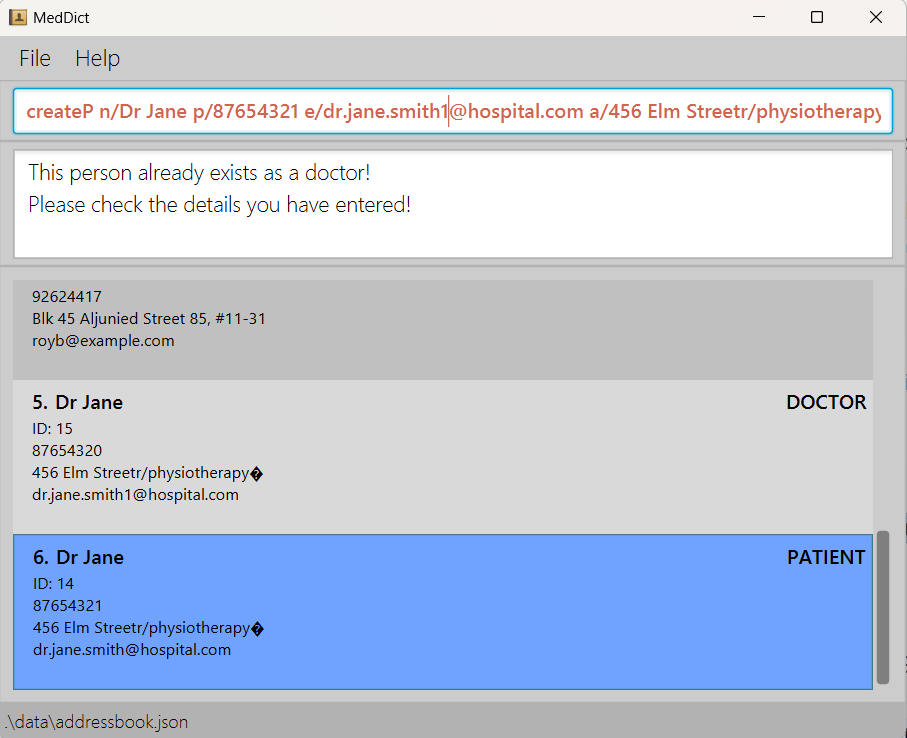 MedDict
File Help
createP n/Dr Jane p/87654321 e/dr.jane.smith1@hospital.com a/456 Elm Streetr/physiotherapy
This person already exists as a doctor!
Please check the details you have entered!
92624417
Blk 45 Aljunied Street 85, #11-31
royb@example.com
5. Dr Jane DOCTOR
ID: 15
87654320
456 Elm Streetr/physiotherapy�
dr.jane.smith1@hospital.com
6. Dr Jane PATIENT
ID: 14
87654321
456 Elm Streetr/physiotherapy�
dr.jane.smith@hospital.com
.\data\addressbook.json